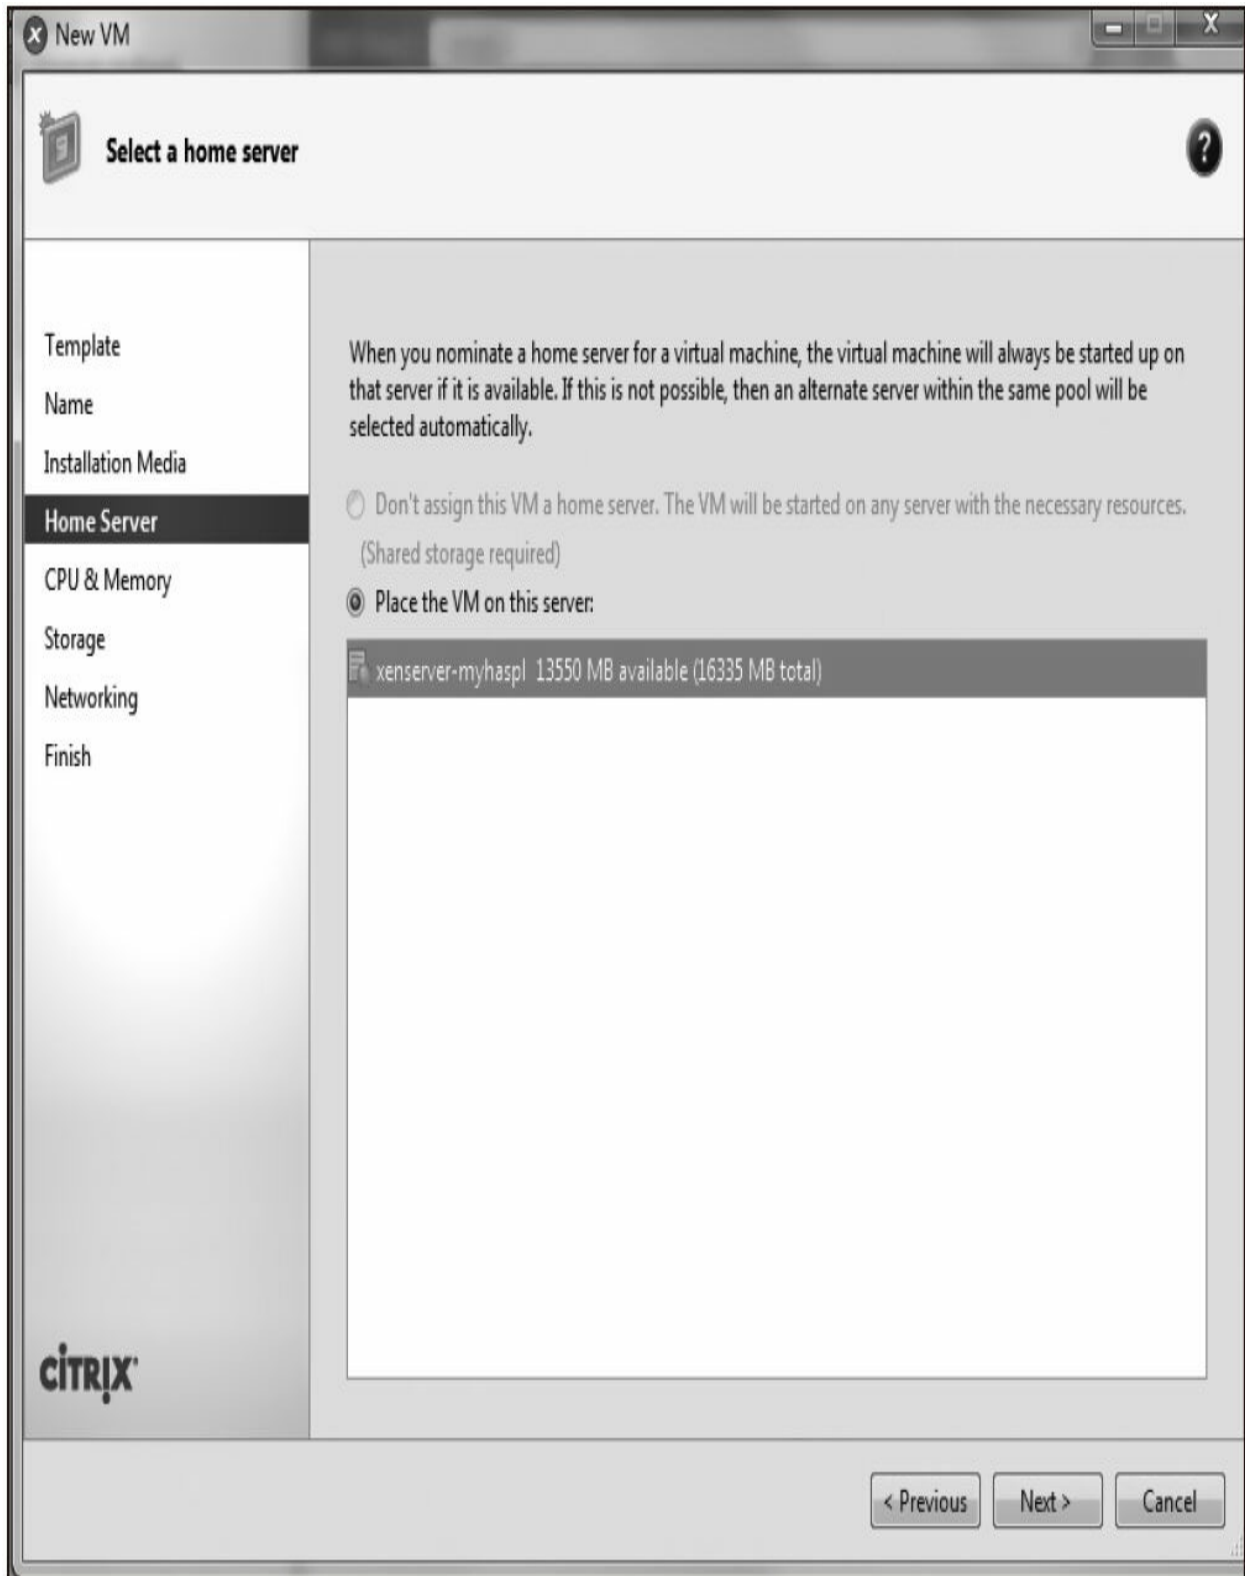 New VM
Select a home server
Template
Name
Installation Media
Home Server
CPU & Memory
Storage
Networking
Finish
When you nominate a home server for a virtual machine, the virtual machine will always be started up on
that server if it is available. If this is not possible, then an alternate server within the same pool will be
selected automatically.
Don't assign this VM a home server. The VM will be started on any server with the necessary resources.
(Shared storage required)
Place the VM on this server:
xenserver-myhaspl 13550 MB available (16335 MB total)
CITRIX
< Previous Next > Cancel